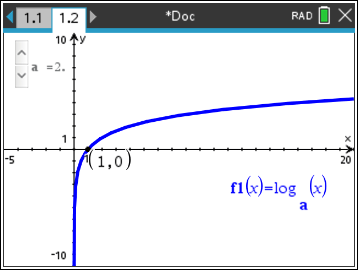 1.1 1.2 *Doc RAD
10 y
a =2.
1 x
-5 1 (1,0) 20
f1(x)=log a (x)
-10